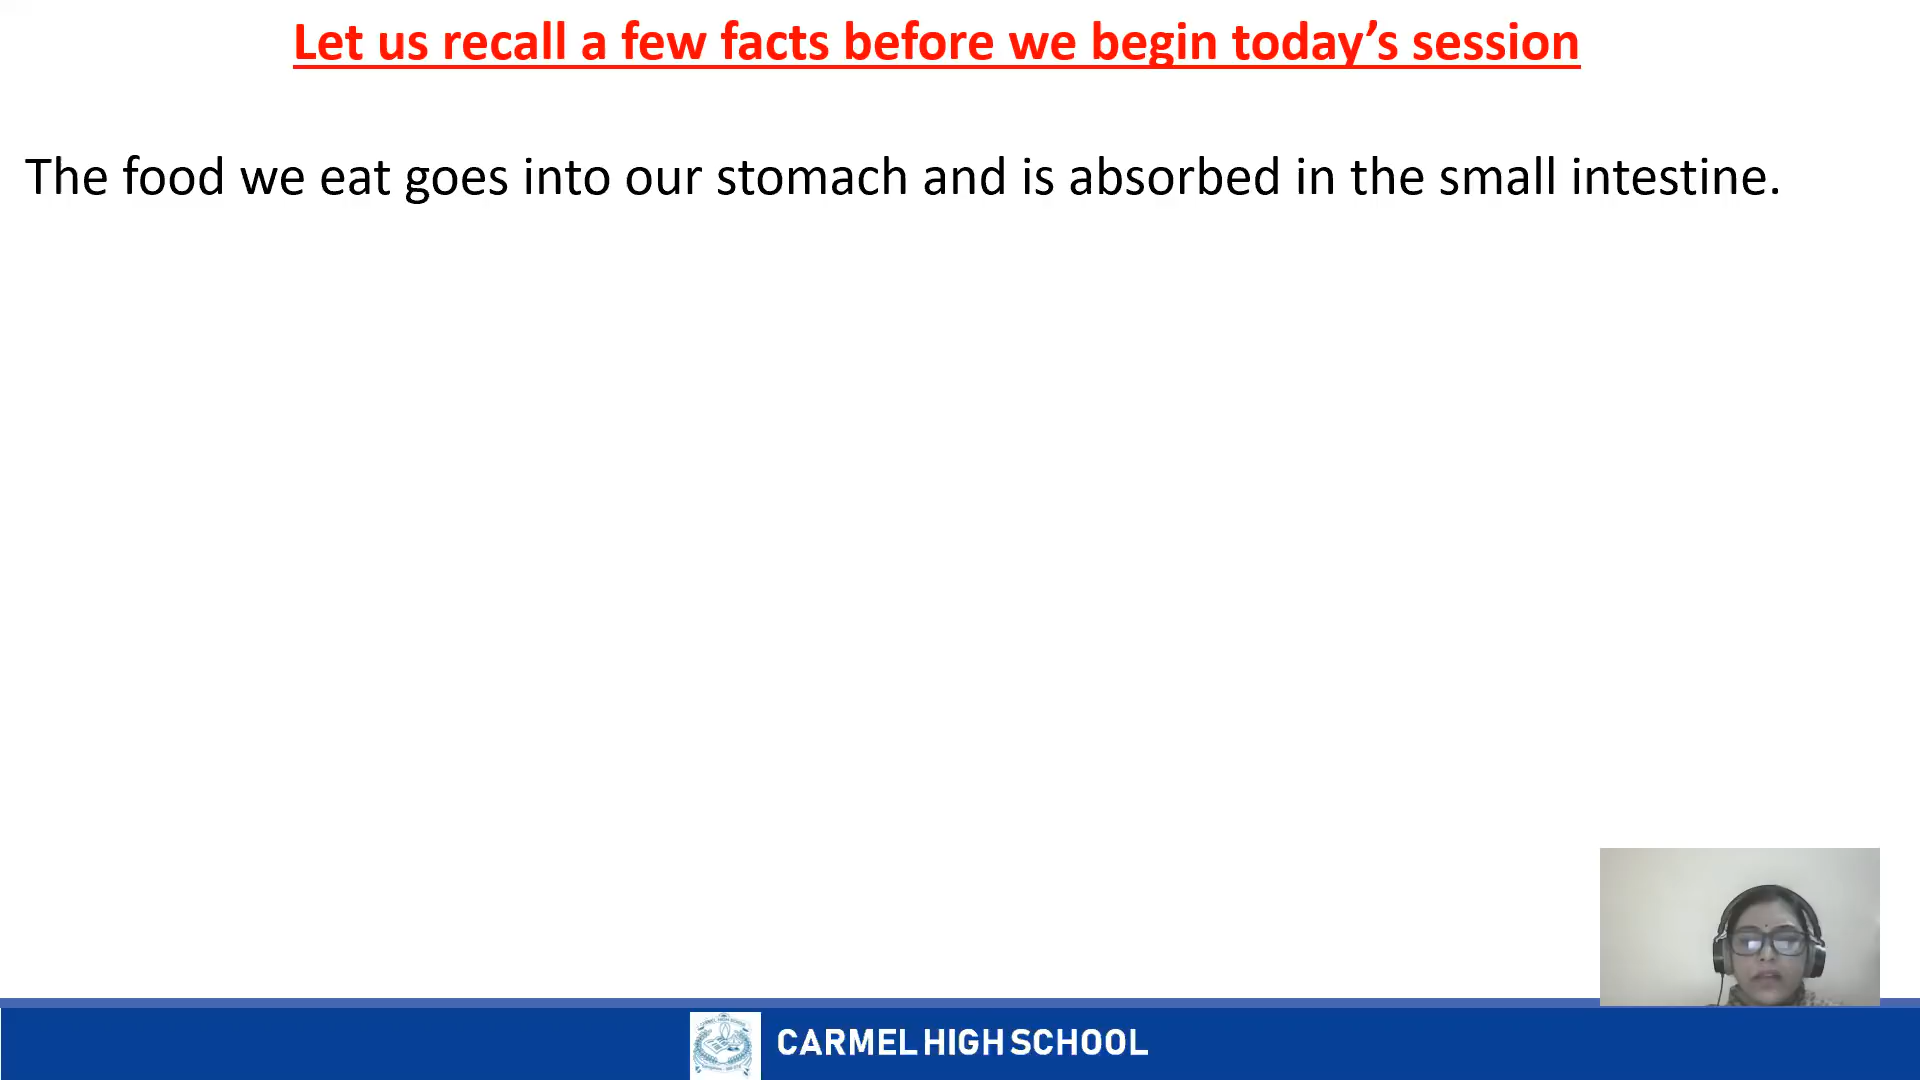 Let us recall a few facts before we begin today’s session
The food we eat goes into our stomach and is absorbed in the small intestine.
CARMEL HIGH SCHOOL